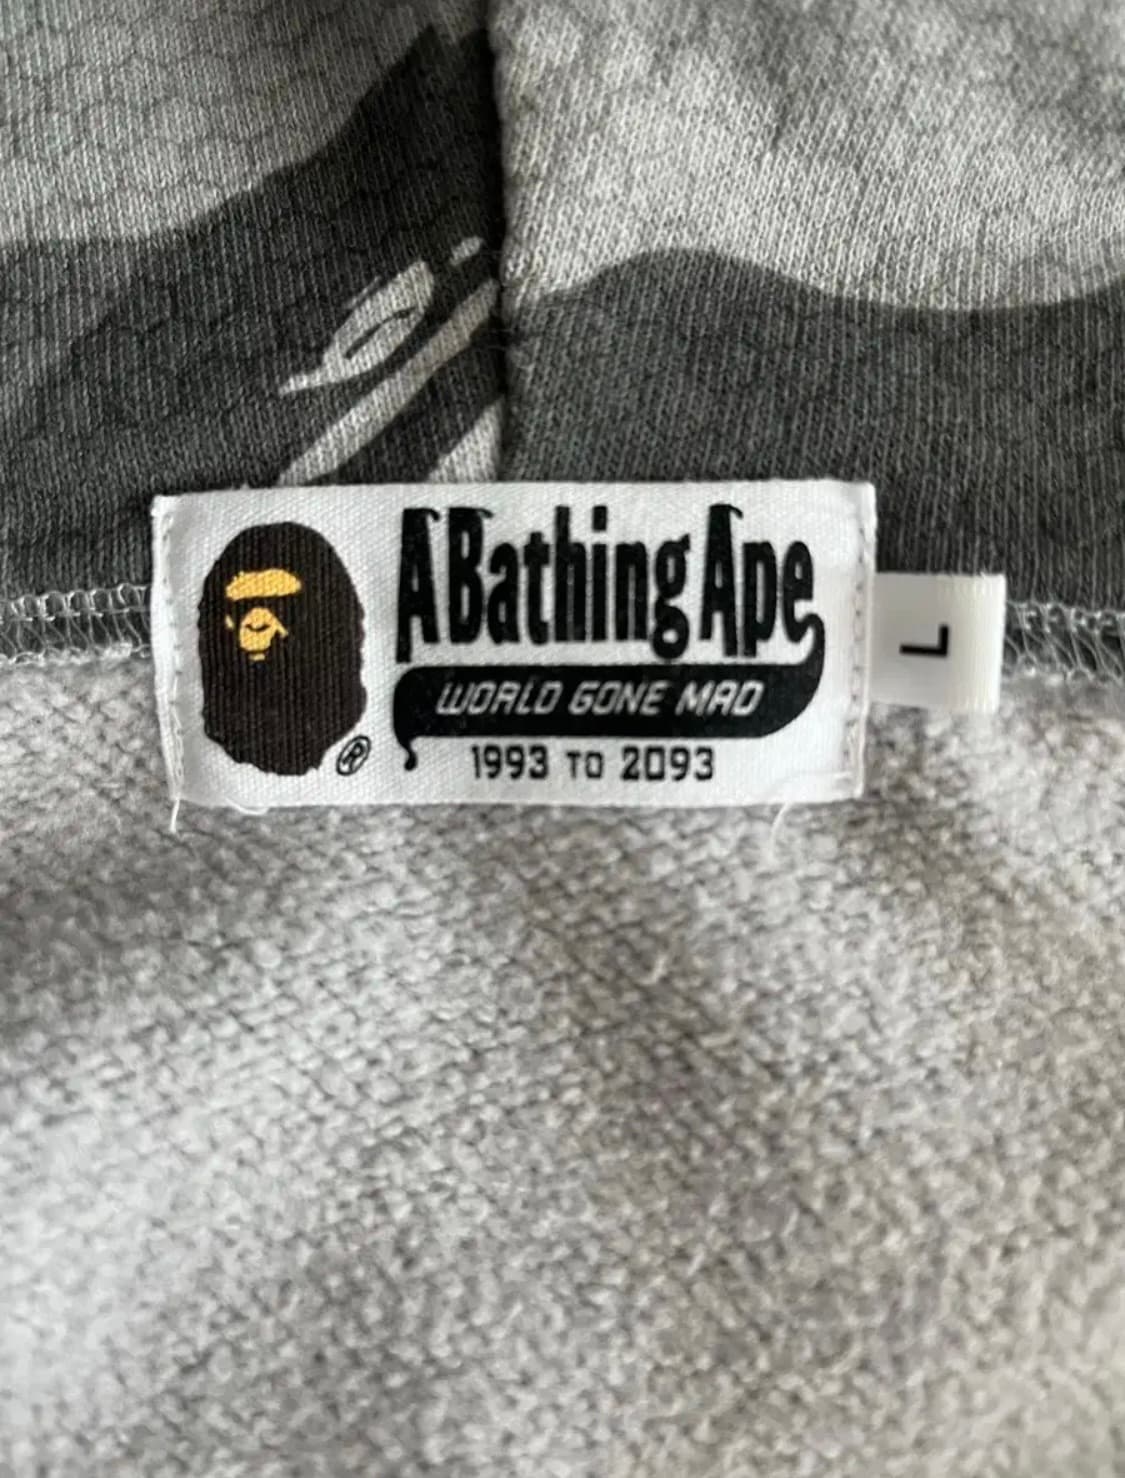 A Bathing Ape
WORLD GONE MAD
1993 TO 2093
®
L